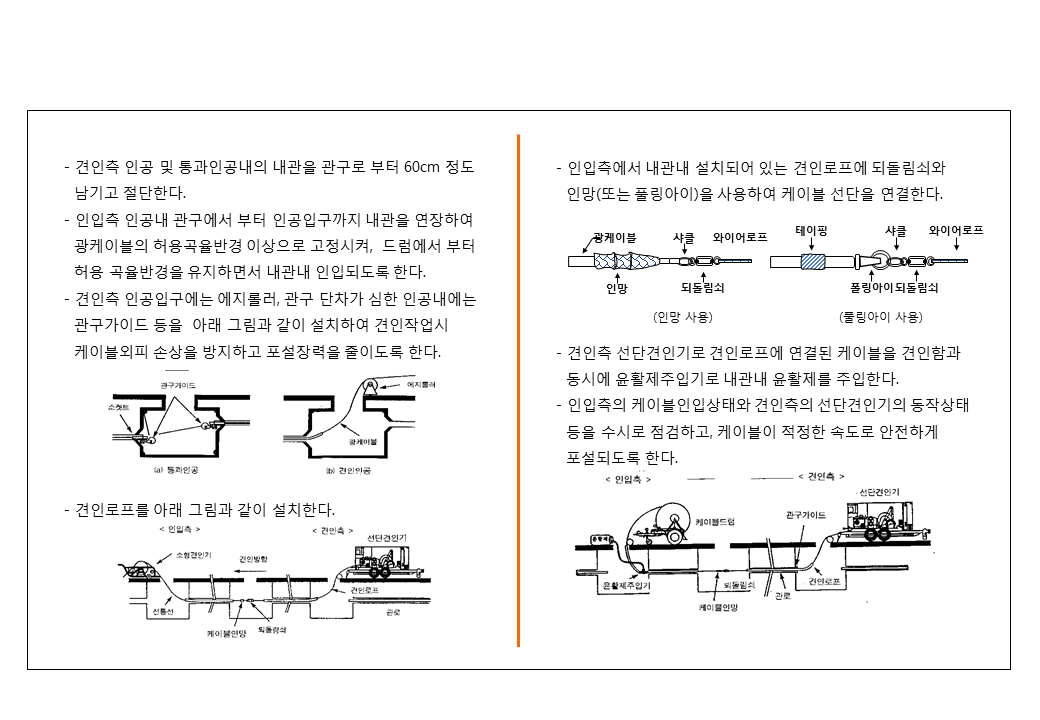 - 견인측 인공 및 통과인공내의 내관을 관구로 부터 60cm 정도
남기고 절단한다.
- 인입측 인공내 관구에서 부터 인공입구까지 내관을 연장하여
광케이블의 허용곡율반경 이상으로 고정시켜, 드럼에서 부터
허용 곡율반경을 유지하면서 내관내 인입되도록 한다.
- 견인측 인공입구에는 에지롤러, 관구 단차가 심한 인공내에는
관구가이드 등을 아래 그림과 같이 설치하여 견인작업시
케이블외피 손상을 방지하고 포설장력을 줄이도록 한다.
관구가이드
에지롤러
소켓트
광케이블
(a) 통과인공
(b) 견인인공
- 견인로프를 아래 그림과 같이 설치한다.
< 인입측 >
< 견인측 >
선단견인기
소형견인기
견인방향
견인로프
선통선
관로
케이블인망
되돌림쇠
- 인입측에서 내관내 설치되어 있는 견인로프에 되돌림쇠와
인망(또는 풀링아이)을 사용하여 케이블 선단을 연결한다.
광케이블 샤클 와이어로프
테이핑 샤클 와이어로프
인망 되돌림쇠
풀링아이 되돌림쇠
(인망 사용)
(풀링아이 사용)
- 견인측 선단견인기로 견인로프에 연결된 케이블을 견인함과
동시에 윤활제주입기로 내관내 윤활제를 주입한다.
- 인입측의 케이블인입상태와 견인측의 선단견인기의 동작상태
등을 수시로 점검하고, 케이블이 적정한 속도로 안전하게
포설되도록 한다.
< 인입측 >
< 견인측 >
선단견인기
케이블드럼
관구가이드
윤활제
윤활제주입기
되돌림쇠
견인로프
관로
케이블인망